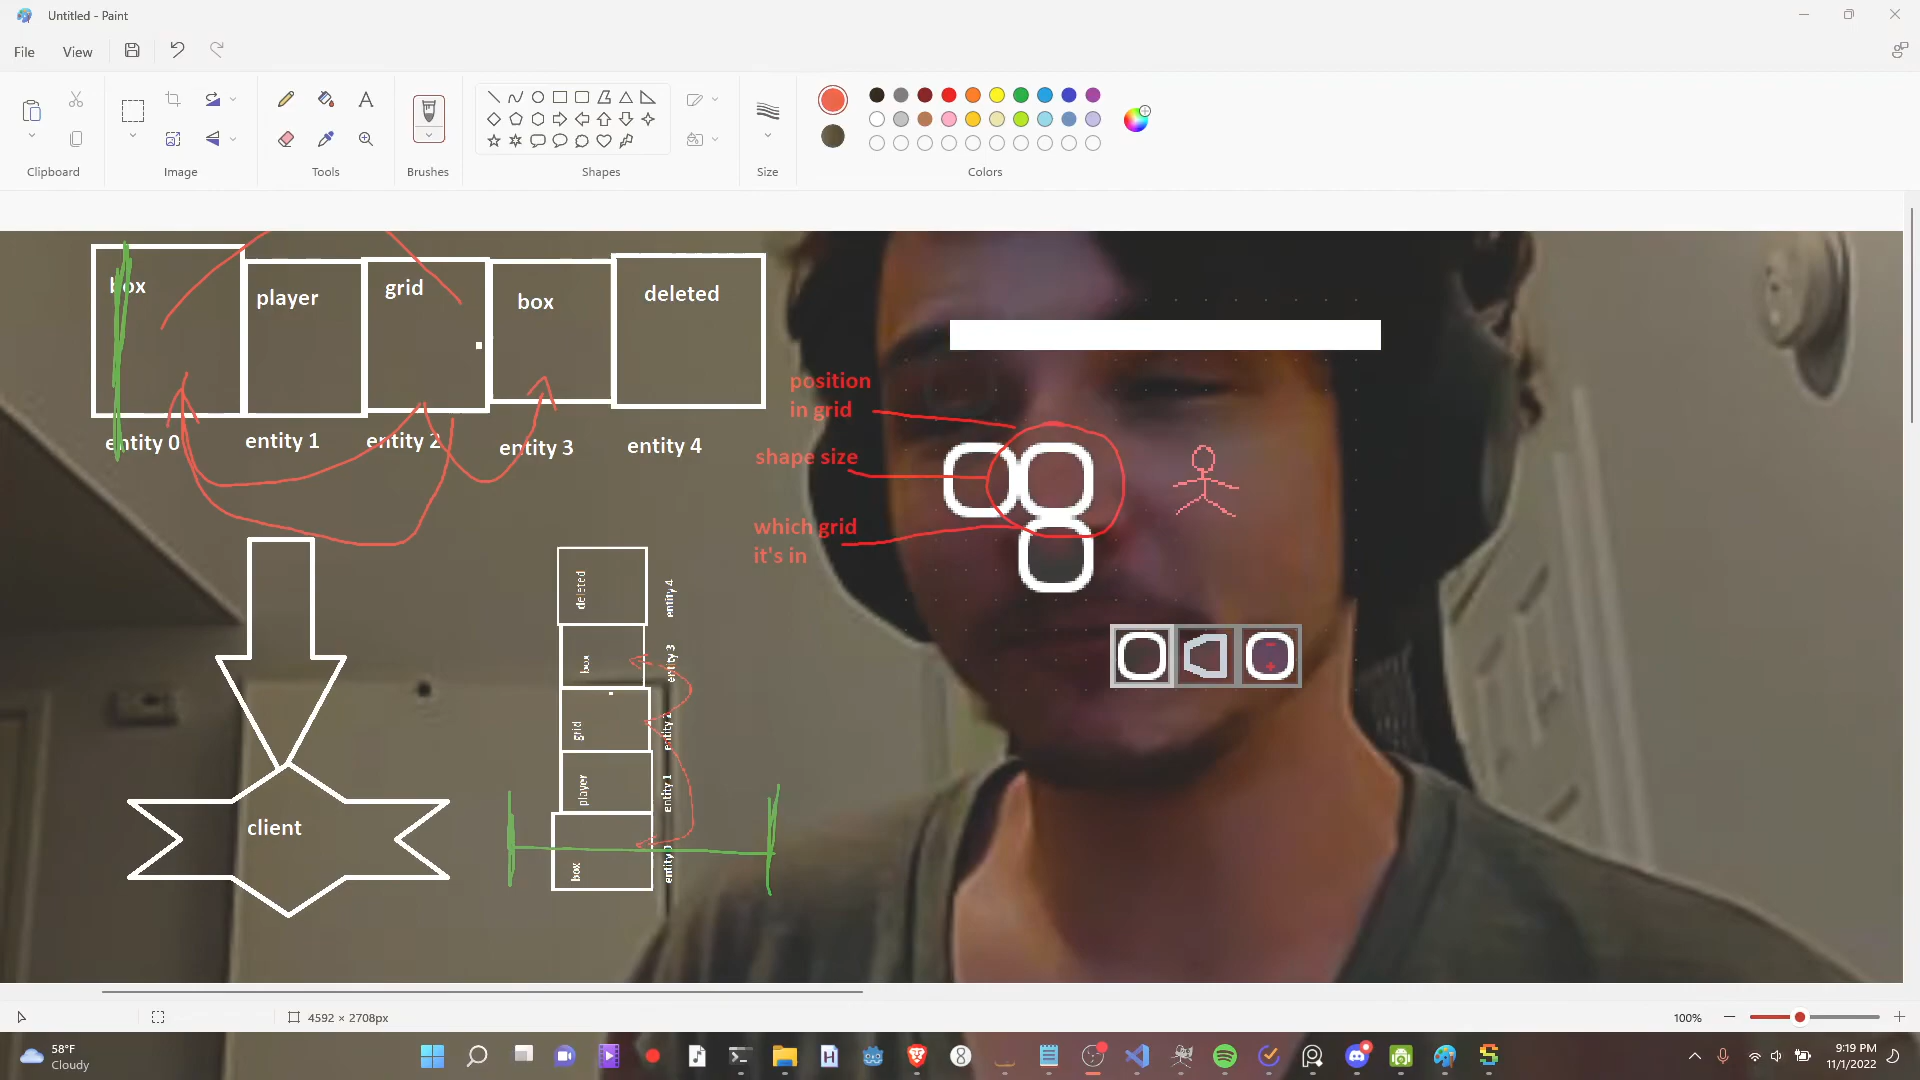 Untitled - Paint
File
View
Clipboard
Image
Tools
Brushes
Shapes
Size
Colors
box
player
grid
box
deleted
entity 0
entity 1
entity 2
entity 3
entity 4
position
in grid
shape size
which grid
it's in
client
deleted
entity 4
box
entity 3
grid
player
entity 1
box
4592 × 2708px
100%
58°F
Cloudy
9:19 PM
11/1/2022